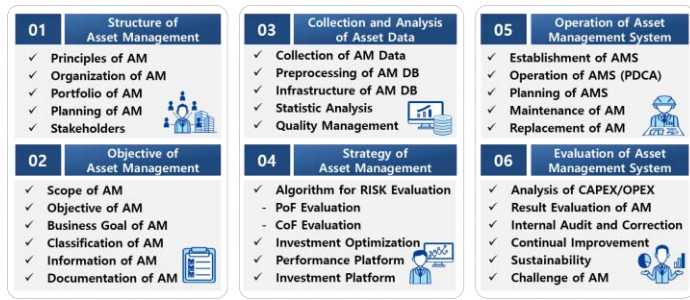 01
Structure of
Asset Management
✓ Principles of AM
✓ Organization of AM
✓ Portfolio of AM
✓ Planning of AM
✓ Stakeholders
02
Objective of
Asset Management
✓ Scope of AM
✓ Objective of AM
✓ Business Goal of AM
✓ Classification of AM
✓ Information of AM
✓ Documentation of AM
03
Collection and Analysis
of Asset Data
✓ Collection of AM Data
✓ Preprocessing of AM DB
✓ Infrastructure of AM DB
✓ Statistic Analysis
✓ Quality Management
04
Strategy of
Asset Management
✓ Algorithm for RISK Evaluation
- PoF Evaluation
- CoF Evaluation
✓ Investment Optimization
✓ Performance Platform
✓ Investment Platform
05
Operation of Asset
Management System
✓ Establishment of AMS
✓ Operation of AMS (PDCA)
✓ Planning of AMS
✓ Maintenance of AM
✓ Replacement of AM
06
Evaluation of Asset
Management System
✓ Analysis of CAPEX/OPEX
✓ Result Evaluation of AM
✓ Internal Audit and Correction
✓ Continual Improvement
✓ Sustainability
✓ Challenge of AM